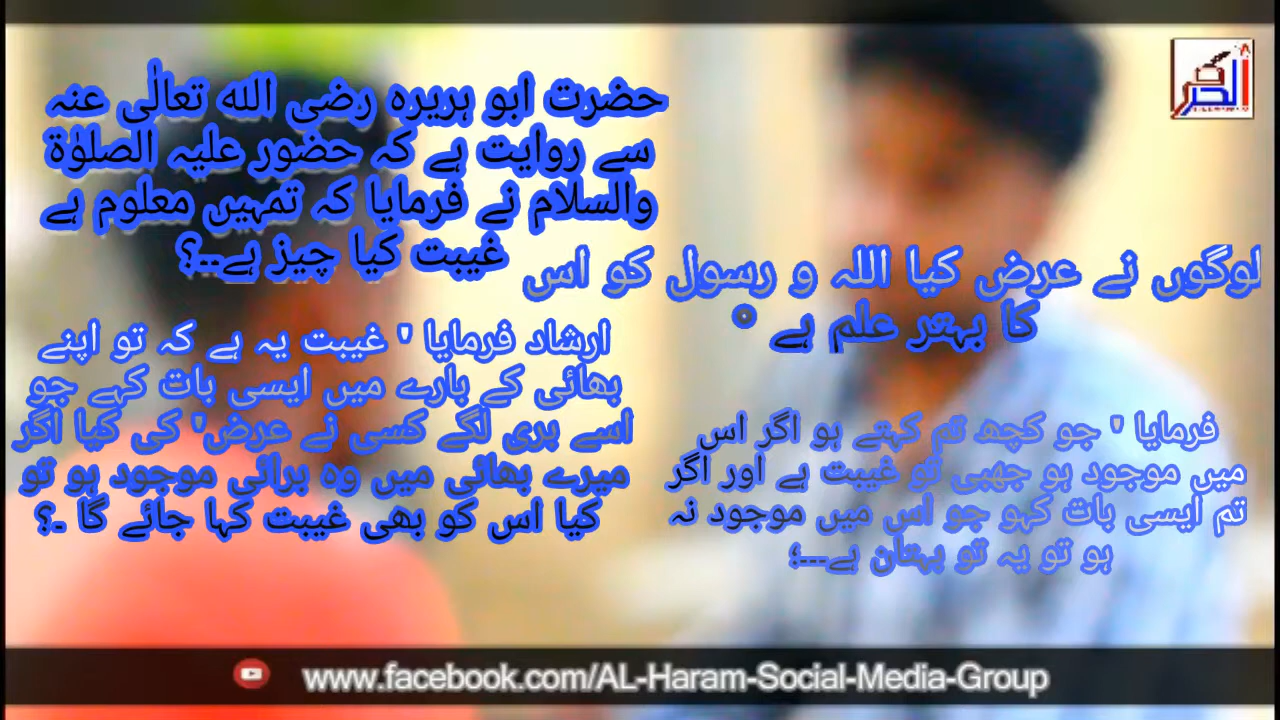 حضرت ابو ہریرہ رضی اللہ تعالٰی عنہ
سے روایت ہے کہ حضور علیہ الصلوٰۃ
والسلام نے فرمایا کہ تمہیں معلوم ہے
غیبت کیا چیز ہے۔۔؟
لوگوں نے عرض کیا اللہ و رسول کو اس
کا بہتر علم ہے °
ارشاد فرمایا ' غیبت یہ ہے کہ تو اپنے
بھائی کے بارے میں ایسی بات کہے جو
اسے بری لگے کسی نے عرض' کی کیا اگر
میرے بھائی میں وہ برائی موجود ہو تو
کیا اس کو بھی غیبت کہا جائے گا ۔؟
فرمایا ' جو کچھ تم کہتے ہو اگر اس
میں موجود ہو جھبی تو غیبت ہے اور اگر
تم ایسی بات کہو جو اس میں موجود نہ
ہو تو یہ تو بہتان ہے۔۔۔؛
www.facebook.com/AL-Haram-Social-Media-Group